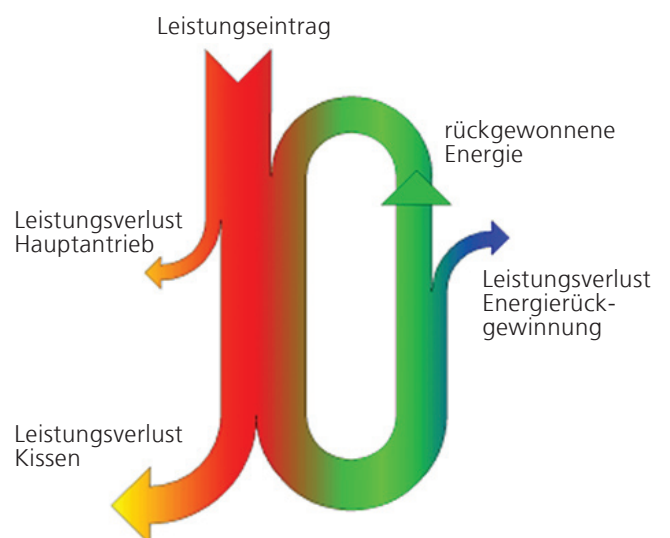 Leistungseintrag
rückgewonnene
Energie
Leistungsverlust
Hauptantrieb
Leistungsverlust
Energierück-
gewinnung
Leistungsverlust
Kissen